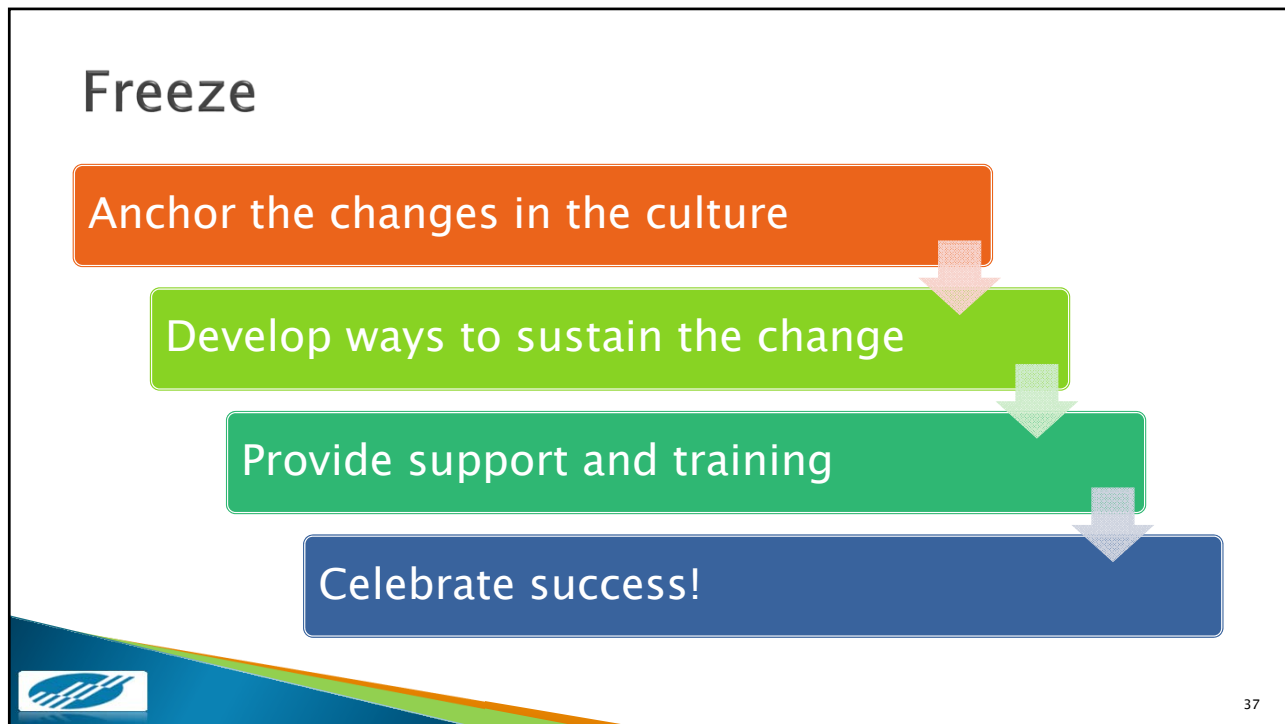 Freeze
Anchor the changes in the culture
Develop ways to sustain the change
Provide support and training
Celebrate success!
37